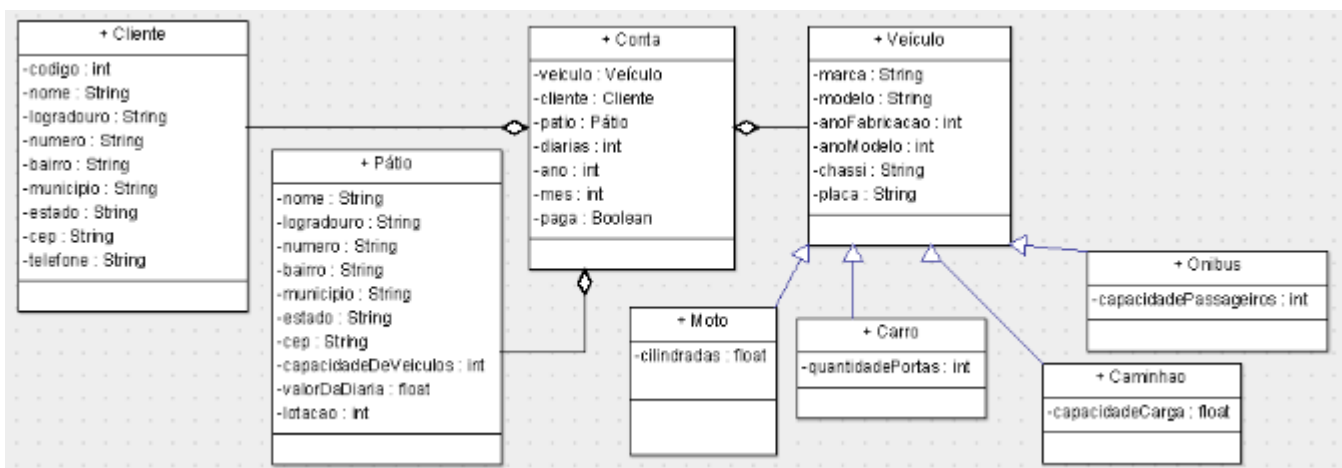 + Cliente
-codigo : int
-nome : String
-logradouro : String
-numero : String
-bairro : String
-municipio : String
-estado : String
-cep : String
-telefone : String
+ Pátio
-nome : String
-logradouro : String
-numero : String
-bairro : String
-municipio : String
-estado : String
-cep : String
-capacidadeDeVeiculos : int
-valorDaDiaria : float
-lotacao : int
+ Conta
-veiculo : Veículo
-cliente : Cliente
-patio : Pátio
-diarias : int
-ano : int
-mes : int
-paga : Boolean
+ Veículo
-marca : String
-modelo : String
-anoFabricacao : int
-anoModelo : int
-chassi : String
-placa : String
+ Moto
-cilindradas : float
+ Carro
-quantidadePortas : int
+ Caminhao
-capacidadeCarga : float
+ Onibus
-capacidadePassageiros : int